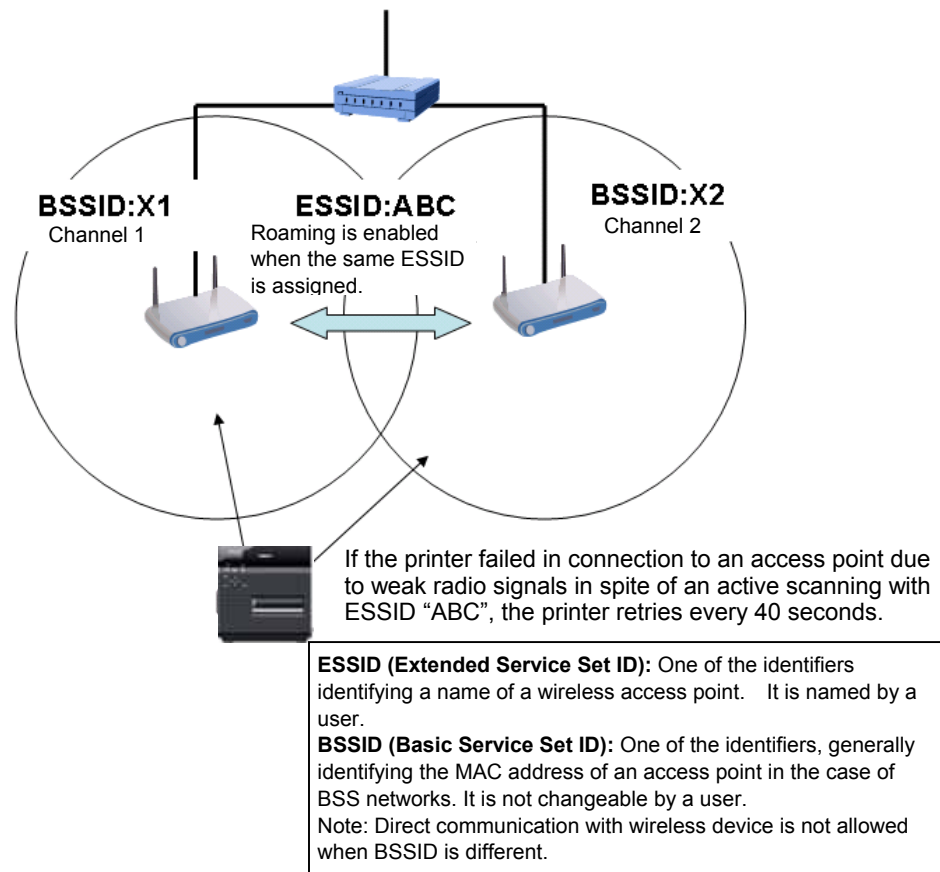 BSSID:X1
Channel 1
ESSID:ABC
Roaming is enabled
when the same ESSID
is assigned.
BSSID:X2
Channel 2
If the printer failed in connection to an access point due
to weak radio signals in spite of an active scanning with
ESSID “ABC”, the printer retries every 40 seconds.
ESSID (Extended Service Set ID): One of the identifiers
identifying a name of a wireless access point. It is named by a
user.
BSSID (Basic Service Set ID): One of the identifiers, generally
identifying the MAC address of an access point in the case of
BSS networks. It is not changeable by a user.
Note: Direct communication with wireless device is not allowed
when BSSID is different.